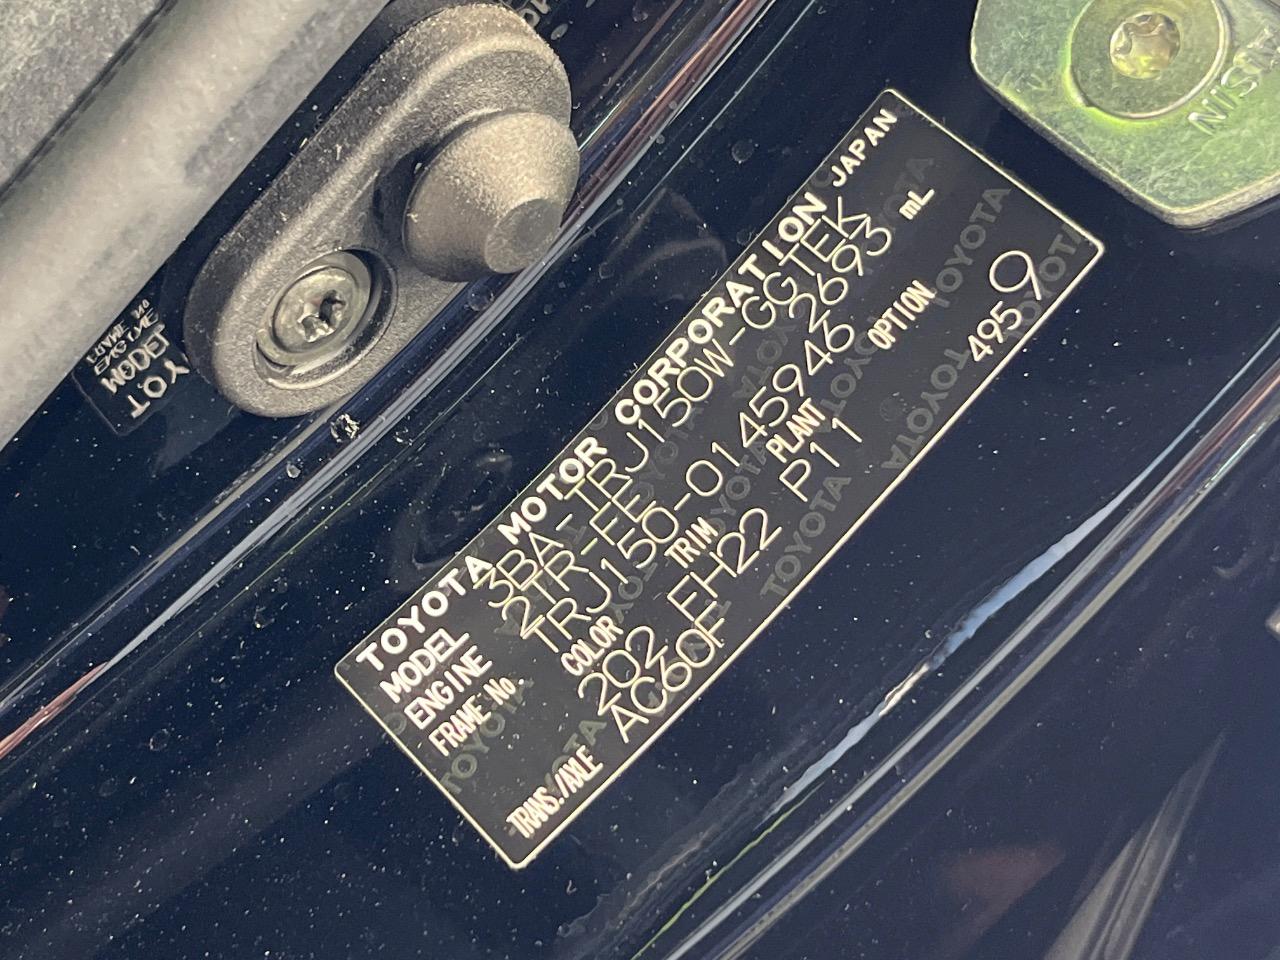 TOYOTA MOTOR CORPORATION JAPAN
MODEL 3BA-TRJ150W-GGTEK
ENGINE 2TR-FE 2693 mL
FRAME No. TRJ150-0145946
COLOR TRIM PLANT OPTION
202 EH22 P11 4959
TRANS./AXLE AC60F